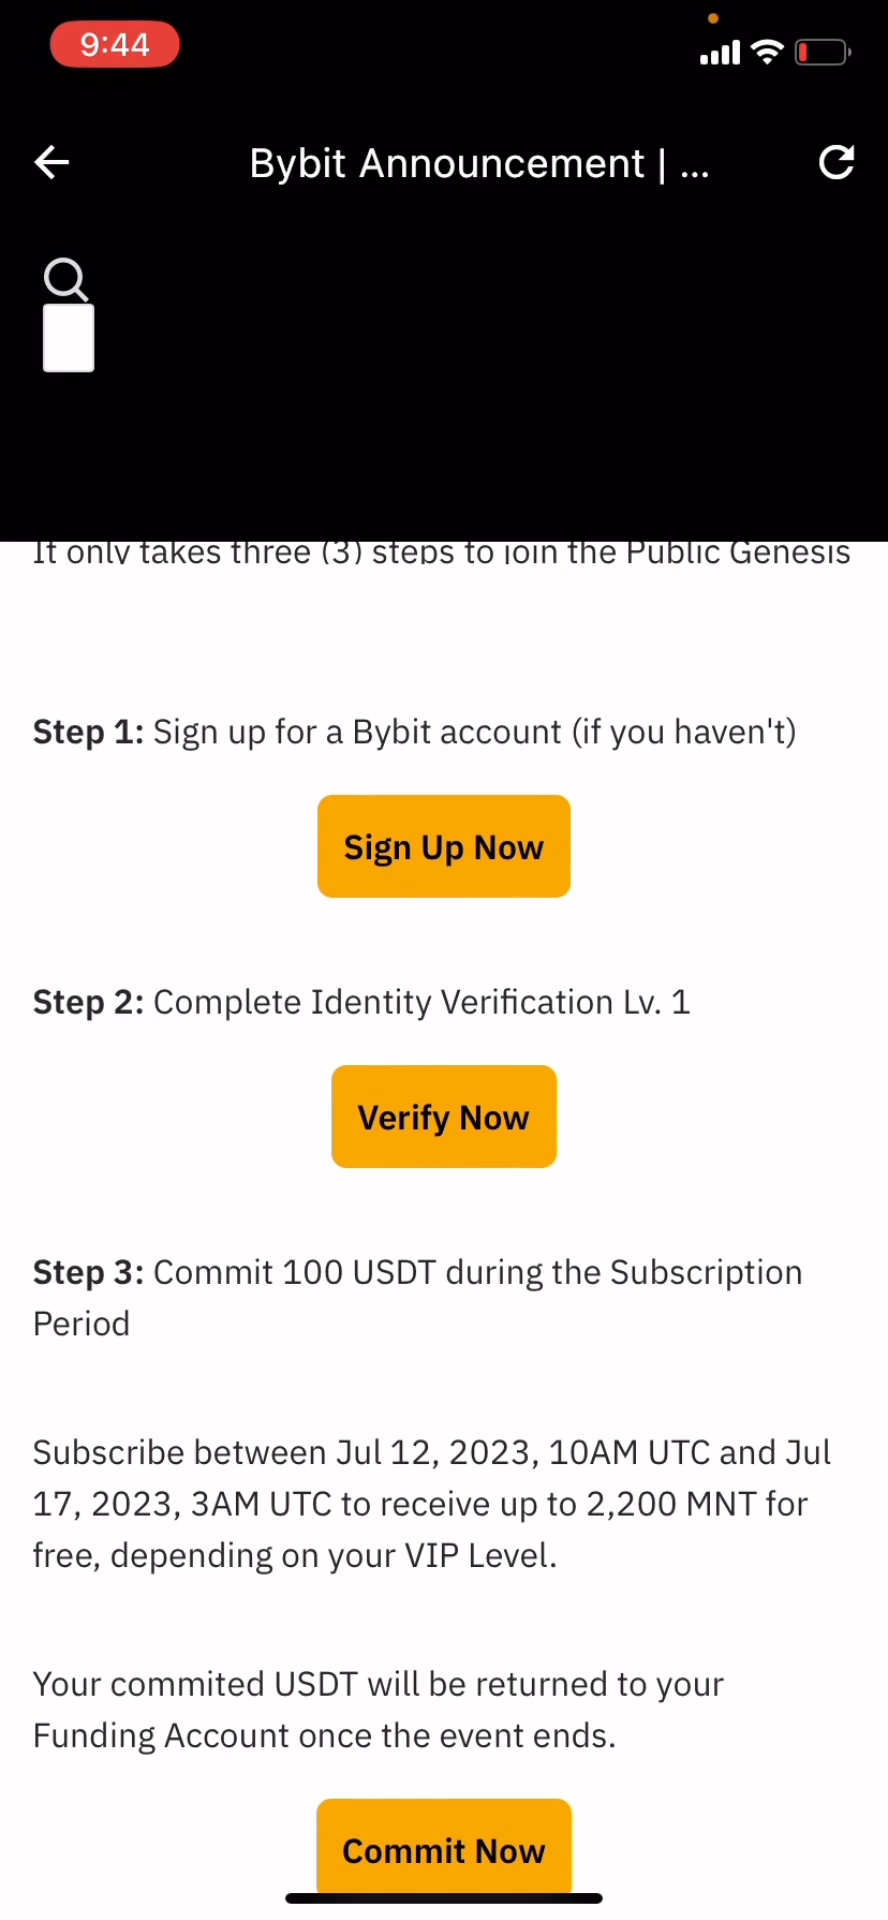 9:44
Bybit Announcement | ...
It only takes three (3) steps to join the Public Genesis
Step 1: Sign up for a Bybit account (if you haven't)
Sign Up Now
Step 2: Complete Identity Verification Lv. 1
Verify Now
Step 3: Commit 100 USDT during the Subscription
Period
Subscribe between Jul 12, 2023, 10AM UTC and Jul
17, 2023, 3AM UTC to receive up to 2,200 MNT for
free, depending on your VIP Level.
Your commited USDT will be returned to your
Funding Account once the event ends.
Commit Now